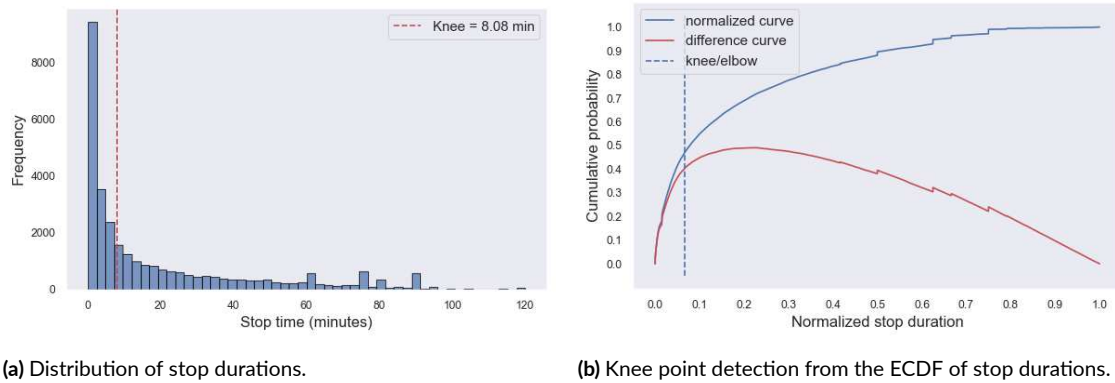 Knee = 8.08 min
8000
6000
4000
2000
0
Frequency
0 20 40 60 80 100 120
Stop time (minutes)
(a) Distribution of stop durations.
normalized curve
difference curve
knee/elbow
1.0
0.9
0.8
0.7
0.6
0.5
0.4
0.3
0.2
0.1
0.0
Cumulative probability
0.0 0.1 0.2 0.3 0.4 0.5 0.6 0.7 0.8 0.9 1.0
Normalized stop duration
(b) Knee point detection from the ECDF of stop durations.